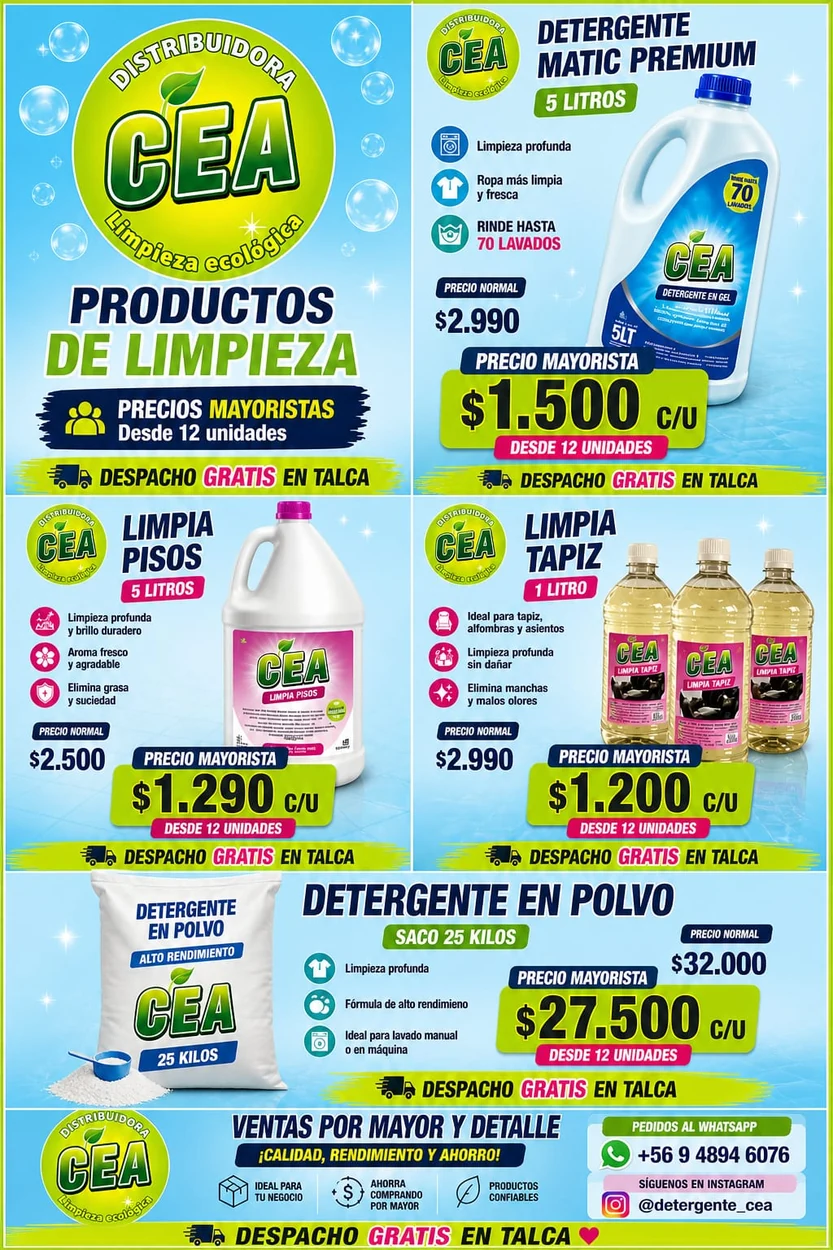 DISTRIBUIDORA
CEA
Limpieza ecológica
PRODUCTOS
DE LIMPIEZA
PRECIOS MAYORISTAS
Desde 12 unidades
DESPACHO GRATIS EN TALCA
DISTRIBUIDORA
CEA
Limpieza ecológica
DETERGENTE
MATIC PREMIUM
5 LITROS
Limpieza profunda
Ropa más limpia
y fresca
RINDE HASTA
70 LAVADOS
RINDE HASTA
70
LAVADOS
CEA
DETERGENTE EN GEL
5LT
PRECIO NORMAL
$2.990
PRECIO MAYORISTA
$1.500 C/U
DESDE 12 UNIDADES
DESPACHO GRATIS EN TALCA
DISTRIBUIDORA
CEA
Limpieza ecológica
LIMPIA
PISOS
5 LITROS
Limpieza profunda
y brillo duradero
Aroma fresco
y agradable
Elimina grasa
y suciedad
CEA
LIMPIA PISOS
PRECIO NORMAL
$2.500
PRECIO MAYORISTA
$1.290 C/U
DESDE 12 UNIDADES
DESPACHO GRATIS EN TALCA
DISTRIBUIDORA
CEA
Limpieza ecológica
LIMPIA
TAPIZ
1 LITRO
Ideal para tapiz,
alfombras y asientos
Limpieza profunda
sin dañar
Elimina manchas
y malos olores
CEA
LIMPIA TAPIZ
CEA
LIMPIA TAPIZ
CEA
LIMPIA TAPIZ
PRECIO NORMAL
$2.990
PRECIO MAYORISTA
$1.200 C/U
DESDE 12 UNIDADES
DESPACHO GRATIS EN TALCA
DETERGENTE
EN POLVO
ALTO RENDIMIENTO
CEA
25 KILOS
DETERGENTE EN POLVO
SACO 25 KILOS
Limpieza profunda
Fórmula de alto rendimieno
Ideal para lavado manual
o en máquina
PRECIO NORMAL
$32.000
PRECIO MAYORISTA
$27.500 C/U
DESDE 12 UNIDADES
DESPACHO GRATIS EN TALCA
DISTRIBUIDORA
CEA
Limpieza ecológica
VENTAS POR MAYOR Y DETALLE
¡CALIDAD, RENDIMIENTO Y AHORRO!
IDEAL PARA
TU NEGOCIO
AHORRA
COMPRANDO
POR MAYOR
PRODUCTOS
CONFIABLES
PEDIDOS AL WHATSAPP
+56 9 4894 6076
SÍGUENOS EN INSTAGRAM
@detergente_cea
DESPACHO GRATIS EN TALCA